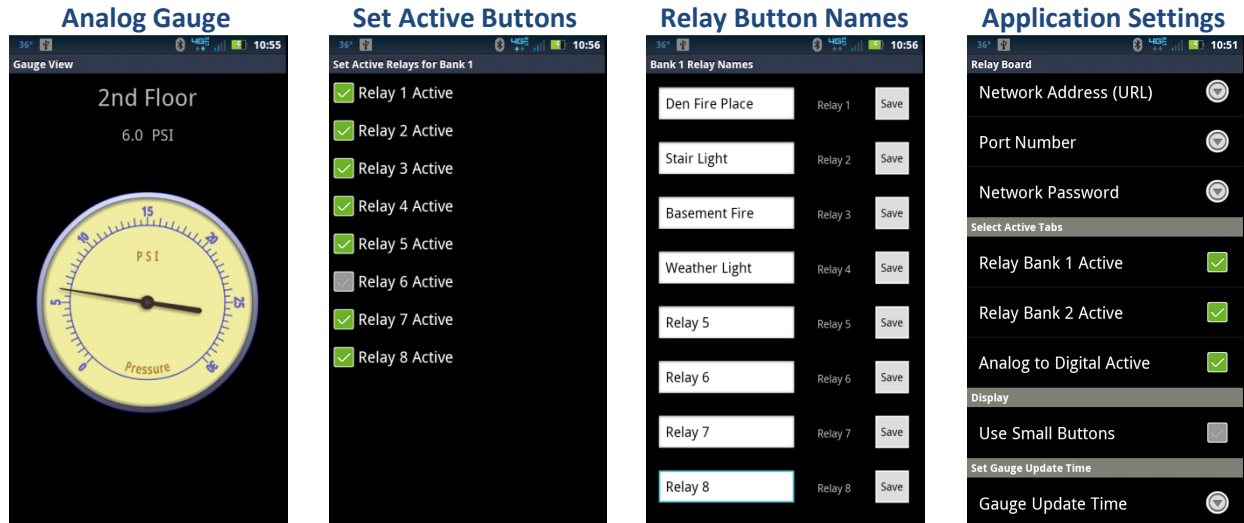 Analog Gauge
36° 4G 10:55
Gauge View
2nd Floor
6.0 PSI
0
5
10
15
20
25
30
PSI
Pressure
Set Active Buttons
36° 4G 10:56
Set Active Relays for Bank 1
Relay 1 Active
Relay 2 Active
Relay 3 Active
Relay 4 Active
Relay 5 Active
Relay 6 Active
Relay 7 Active
Relay 8 Active
Relay Button Names
36° 4G 10:56
Bank 1 Relay Names
Den Fire Place Relay 1 Save
Stair Light Relay 2 Save
Basement Fire Relay 3 Save
Weather Light Relay 4 Save
Relay 5 Relay 5 Save
Relay 6 Relay 6 Save
Relay 7 Relay 7 Save
Relay 8 Relay 8 Save
Application Settings
36° 4G 10:51
Relay Board
Network Address (URL)
Port Number
Network Password
Select Active Tabs
Relay Bank 1 Active
Relay Bank 2 Active
Analog to Digital Active
Display
Use Small Buttons
Set Gauge Update Time
Gauge Update Time